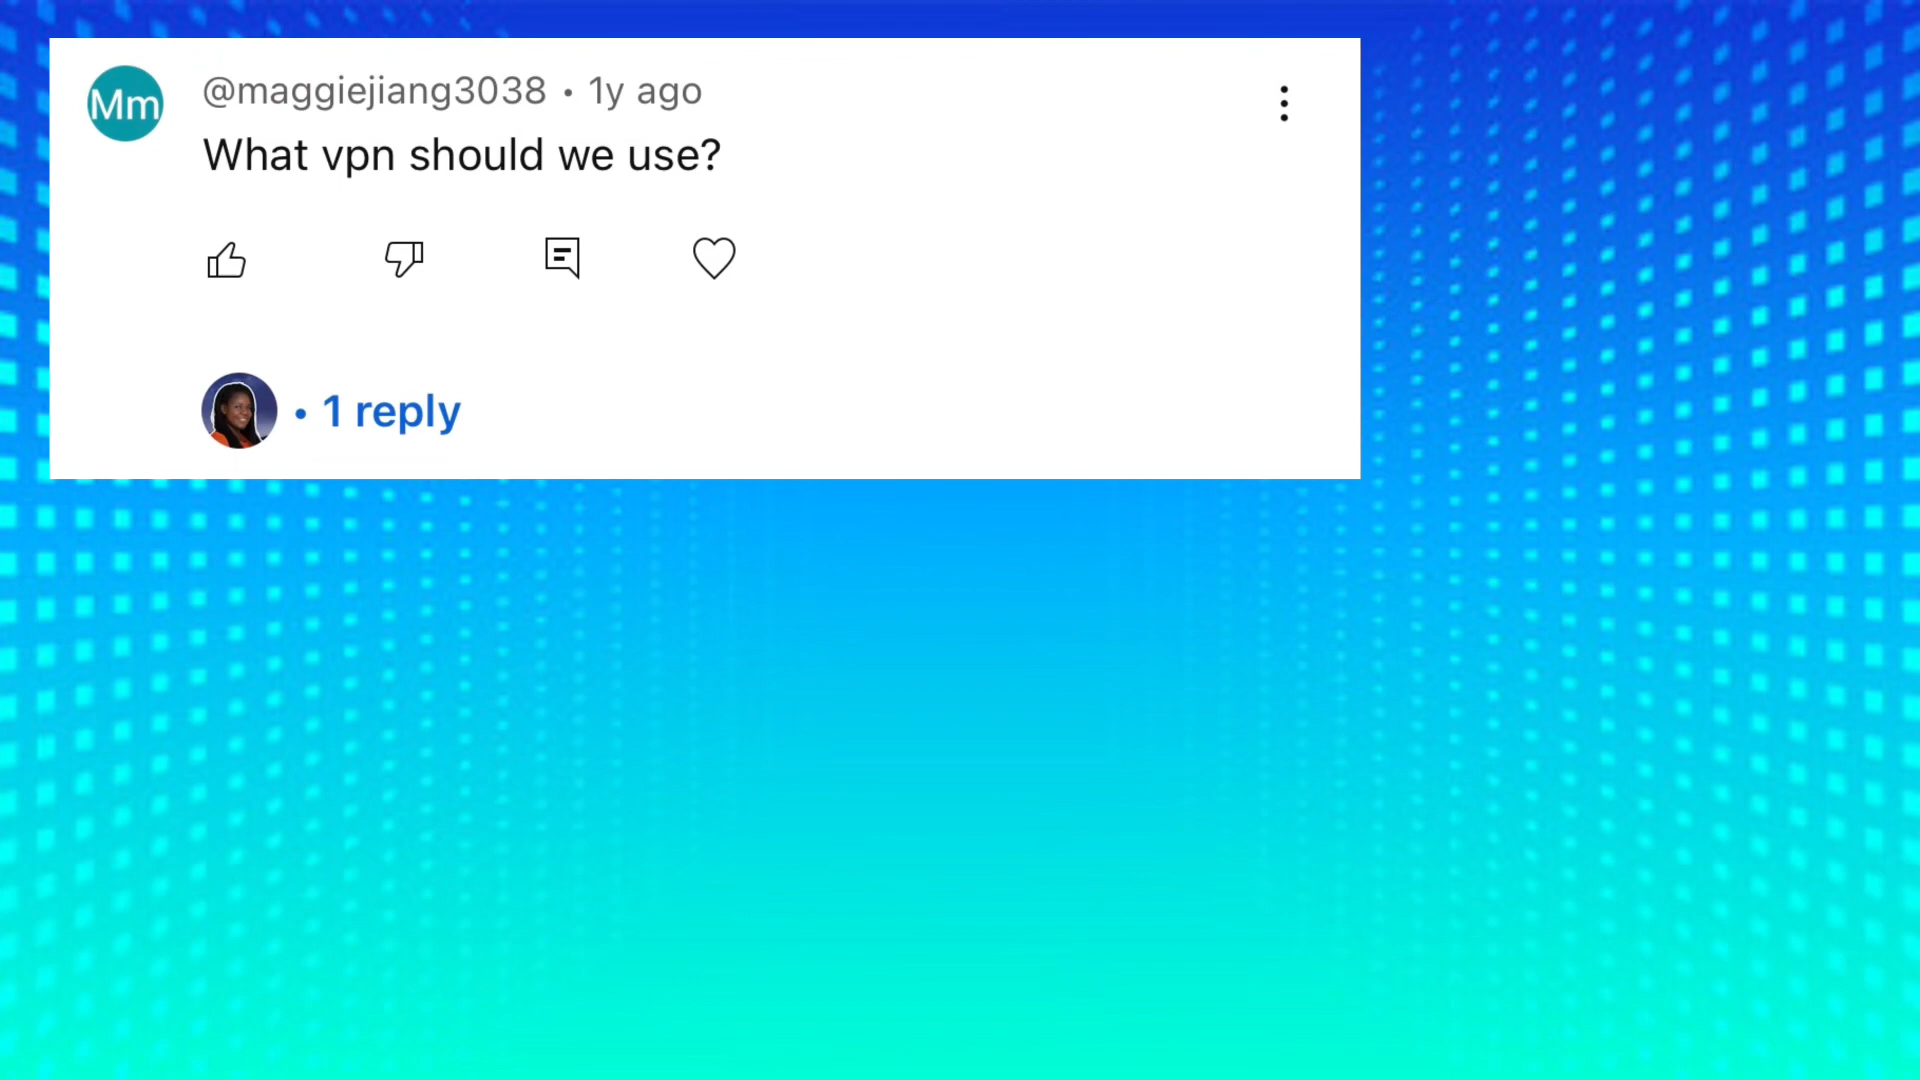 Mm
@maggiejiang3038 • 1y ago
What vpn should we use?
• 1 reply